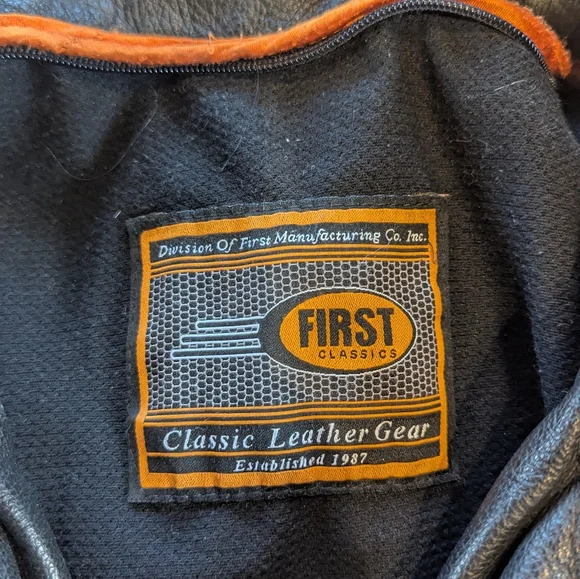 Division Of First Manufacturing Co. Inc.
FIRST
CLASSICS
Classic Leather Gear
Established 1987